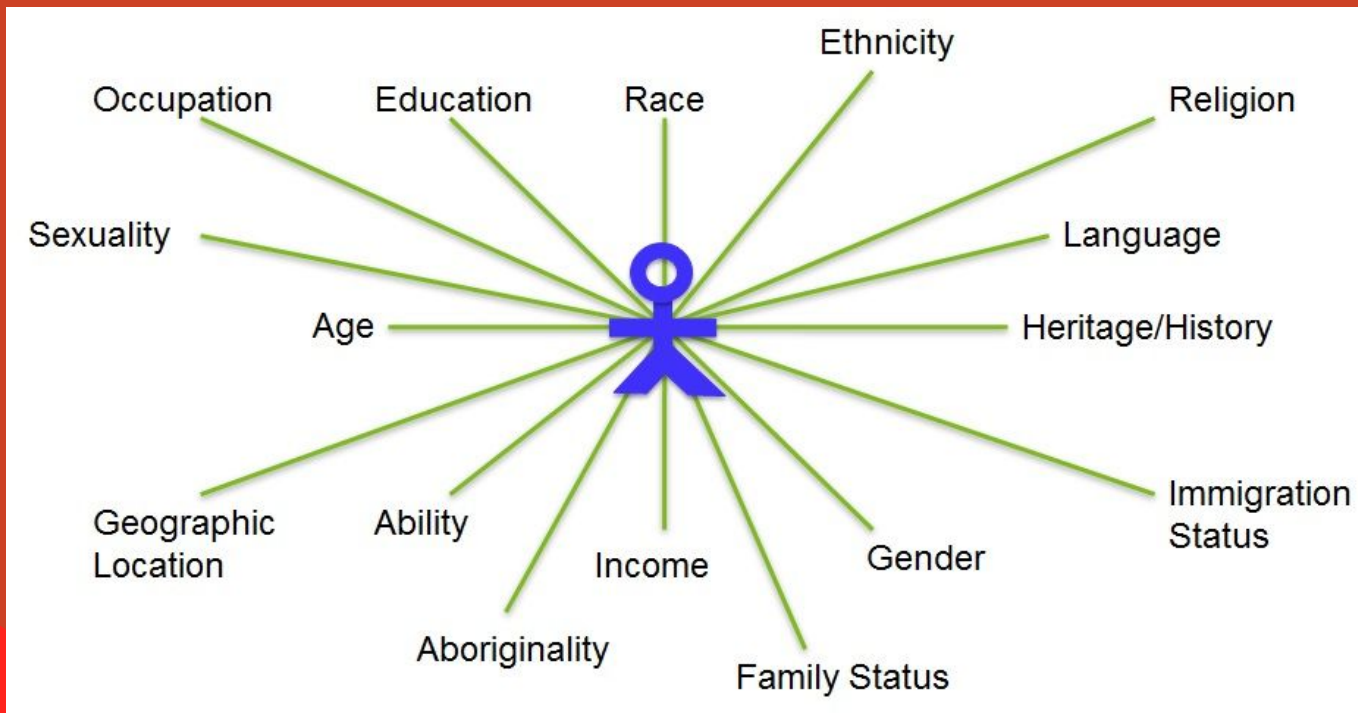 Ethnicity
Occupation
Education
Race
Religion
Sexuality
Language
Age
Heritage/History
Geographic
Location
Ability
Immigration
Status
Income
Gender
Aboriginality
Family Status